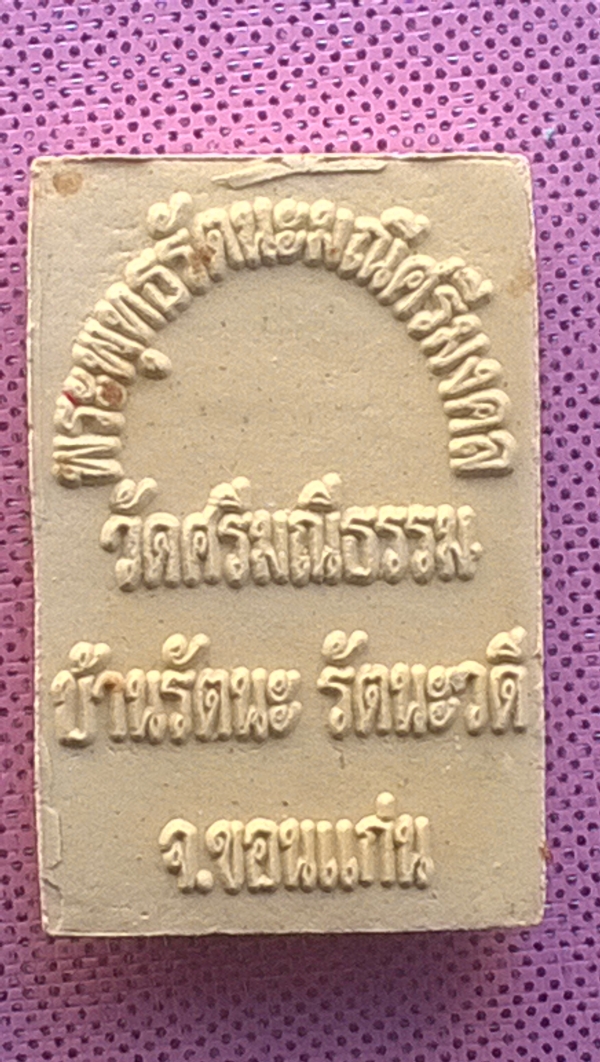 พระพุทธรัตนะมณีศรีมงคล
วัดศรีมณีธรรม
บ้านรัตนะ รัตนะวดี
จ.ขอนแก่น